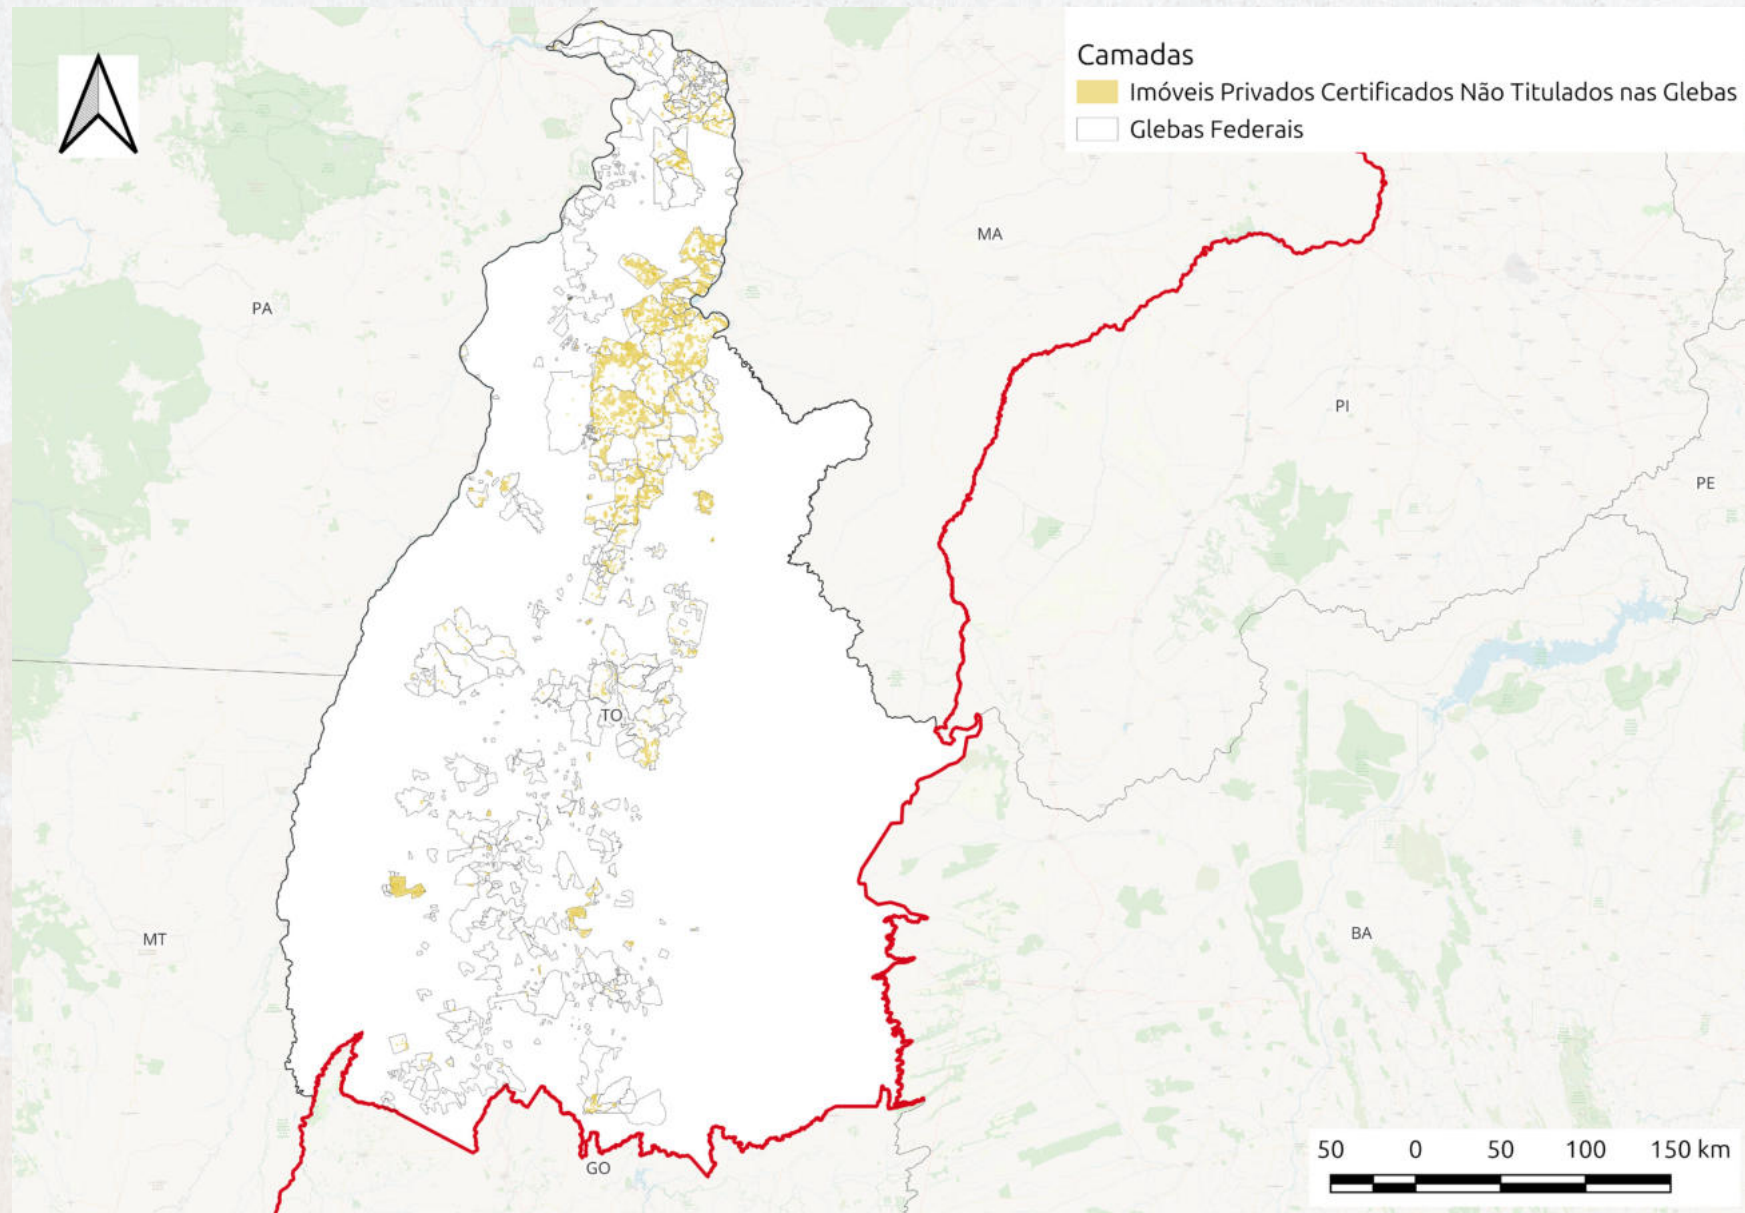 Camadas
Imóveis Privados Certificados Não Titulados nas Glebas
Glebas Federais
MA
PA
PI
PE
TO
MT
BA
GO
50 0 50 100 150 km